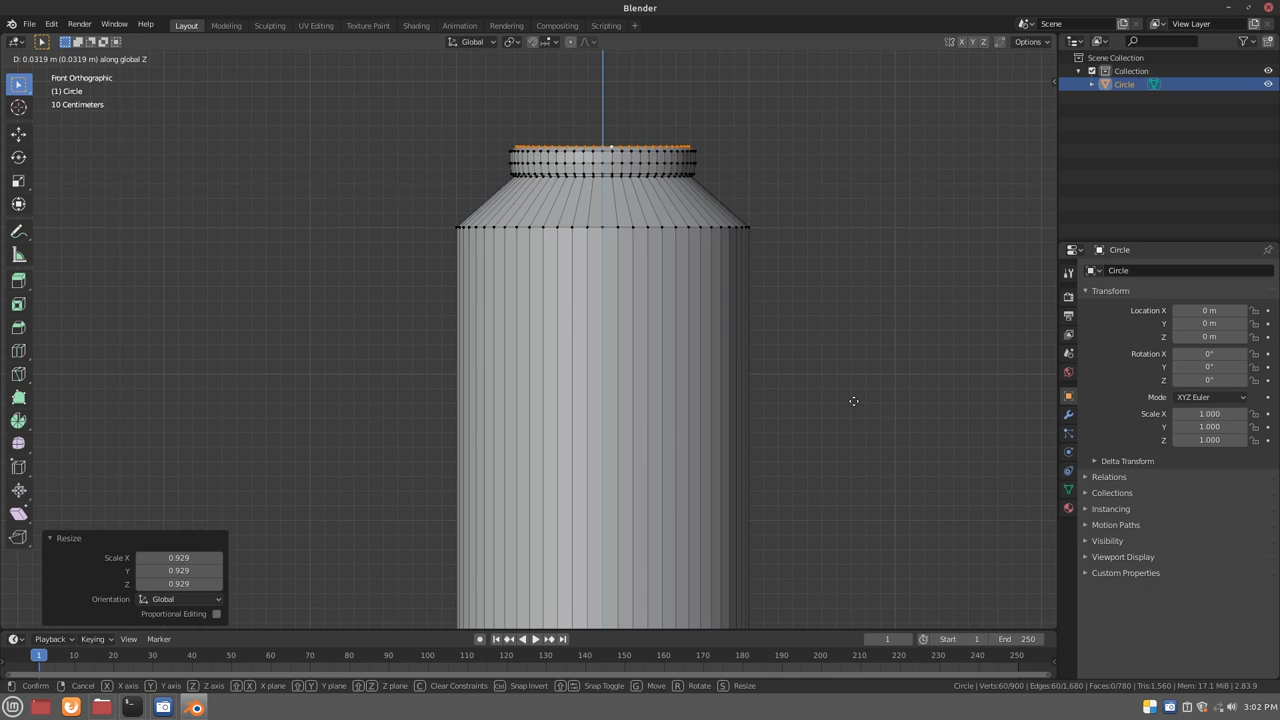 Blender
File Edit Render Window Help
Layout Modeling Sculpting UV Editing Texture Paint Shading Animation Rendering Compositing Scripting +
Scene
View Layer
Global
X Y Z
Options
D: 0.0319 m (0.0319 m) along global Z
Front Orthographic
(1) Circle
10 Centimeters
Scene Collection
Collection
Circle
Circle
Circle
Transform
Location X 0 m
Y 0 m
Z 0 m
Rotation X 0°
Y 0°
Z 0°
Mode XYZ Euler
Scale X 1.000
Y 1.000
Z 1.000
Delta Transform
Relations
Collections
Instancing
Motion Paths
Visibility
Viewport Display
Custom Properties
Resize
Scale X 0.929
Y 0.929
Z 0.929
Orientation Global
Proportional Editing
Playback Keying View Marker
1 Start 1 End 250
1 10 20 30 40 50 60 70 80 90 100 110 120 130 140 150 160 170 180 190 200 210 220 230 240 250
Confirm Cancel X X axis Y Y axis Z Z axis X X plane Y Y plane Z Z plane C Clear Constraints Snap Invert Snap Toggle G Move R Rotate S Resize
Circle | Verts:60/900 | Edges:60/1,680 | Faces:0/780 | Tris:1,560 | Mem: 17.1 MiB | 2.83.9
3:02 PM